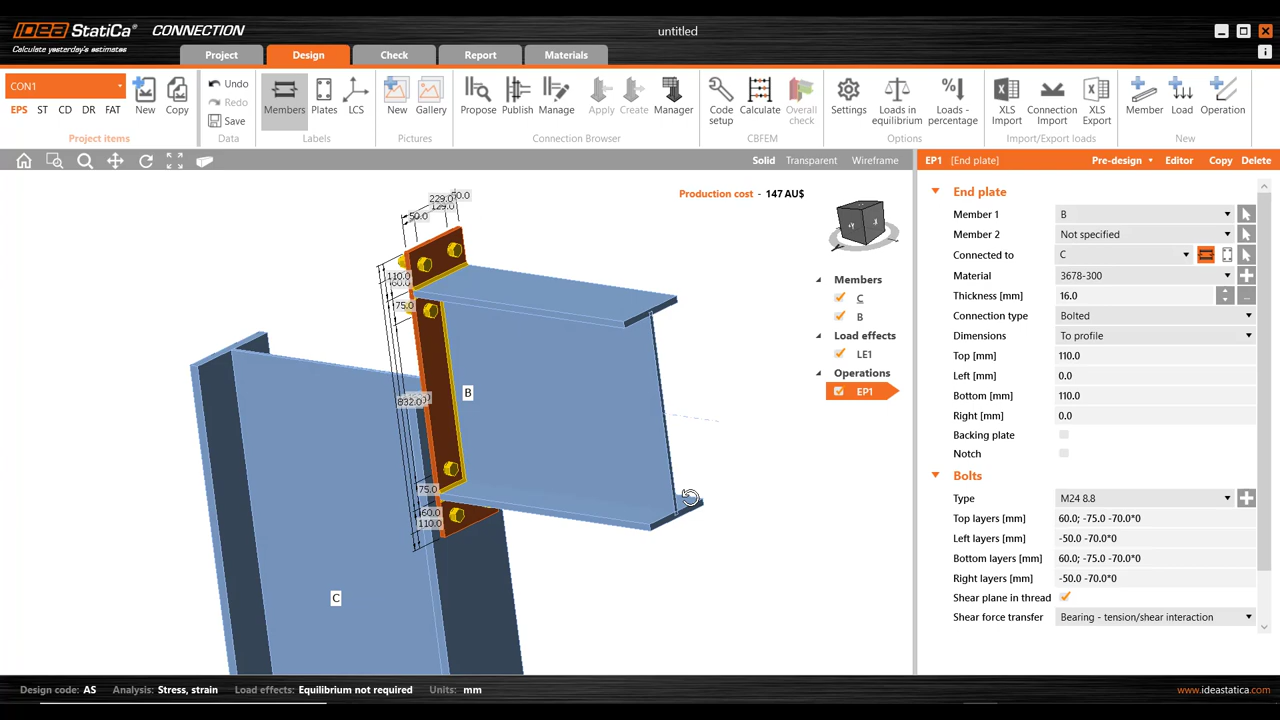 IDEA StatiCa® CONNECTION
Calculate yesterday's estimates
untitled
Project Design Check Report Materials
CON1
EPS ST CD DR FAT
New Copy
Undo
Redo
Save
Members Plates LCS
New Gallery
Propose Publish Manage Apply Create Manager
Code setup Calculate Overall check
Settings Loads in equilibrium Loads - percentage
XLS Import Connection Import XLS Export
Member Load Operation
Project items Data Labels Pictures Connection Browser CBFEM Options Import/Export loads New
Solid Transparent Wireframe
EP1 [End plate] Pre-design Editor Copy Delete
Production cost - 147 AU$
-Y X
Members
C
B
Load effects
LE1
Operations
EP1
End plate
Member 1 B
Member 2 Not specified
Connected to C
Material 3678-300
Thickness [mm] 16.0
Connection type Bolted
Dimensions To profile
Top [mm] 110.0
Left [mm] 0.0
Bottom [mm] 110.0
Right [mm] 0.0
Backing plate
Notch
Bolts
Type M24 8.8
Top layers [mm] 60.0; -75.0 -70.0*0
Left layers [mm] -50.0 -70.0*0
Bottom layers [mm] 60.0; -75.0 -70.0*0
Right layers [mm] -50.0 -70.0*0
Shear plane in thread
Shear force transfer Bearing - tension/shear interaction
229.0
129.0
50.0
110.0
75.0
832.0
B
75.0
60.0
110.0
C
Design code: AS Analysis: Stress, strain Load effects: Equilibrium not required Units: mm
www.ideastatica.com